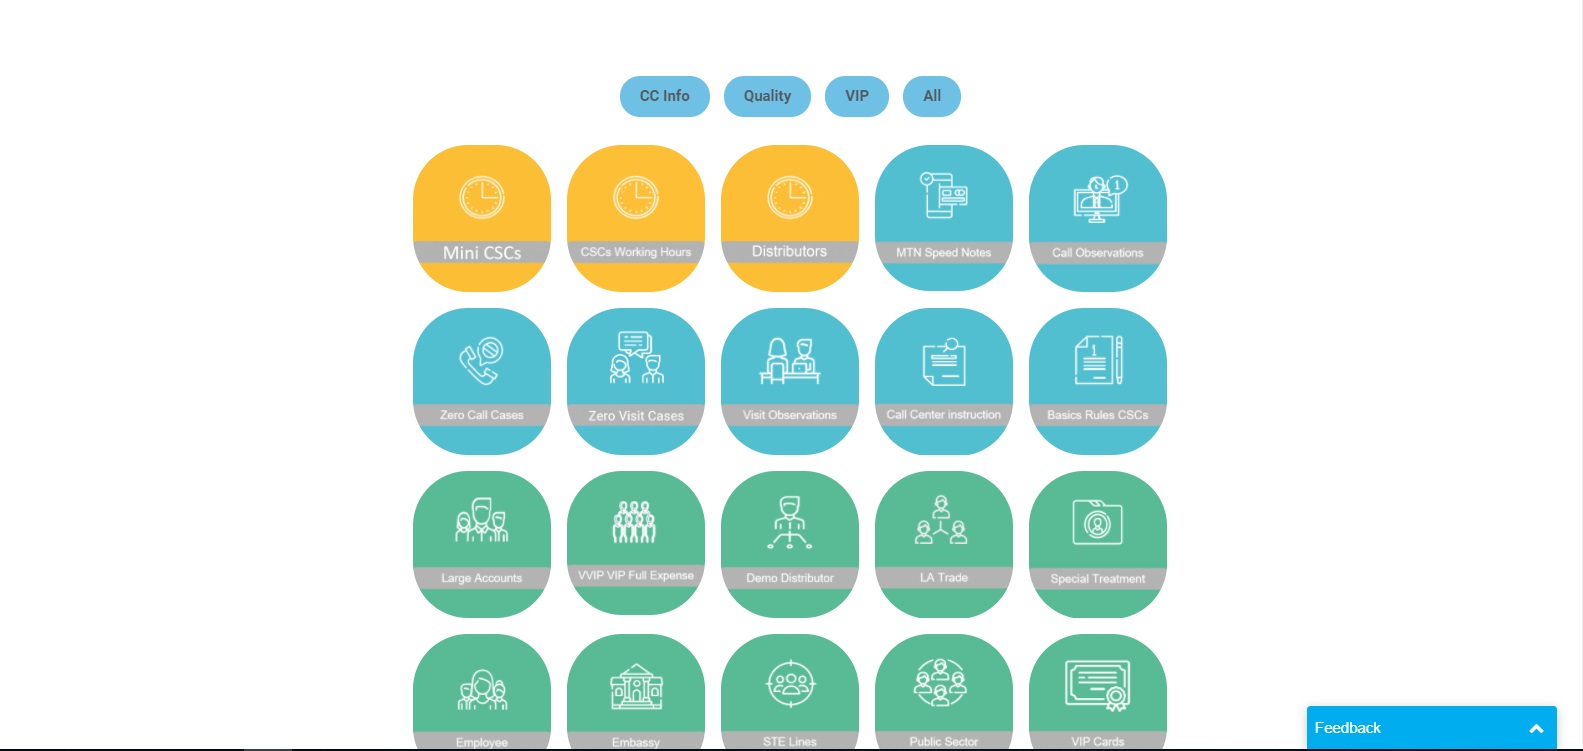 CC Info
Quality
VIP
All
Mini CSCs
CSCs Working Hours
Distributors
MTN Speed Notes
Call Observations
Zero Call Cases
Zero Visit Cases
Visit Observations
Call Center instruction
Basics Rules CSCs
Large Accounts
VVIP VIP Full Expense
Demo Distributor
LA Trade
Special Treatment
Employee
Embassy
STE Lines
Public Sector
VIP Cards
Feedback